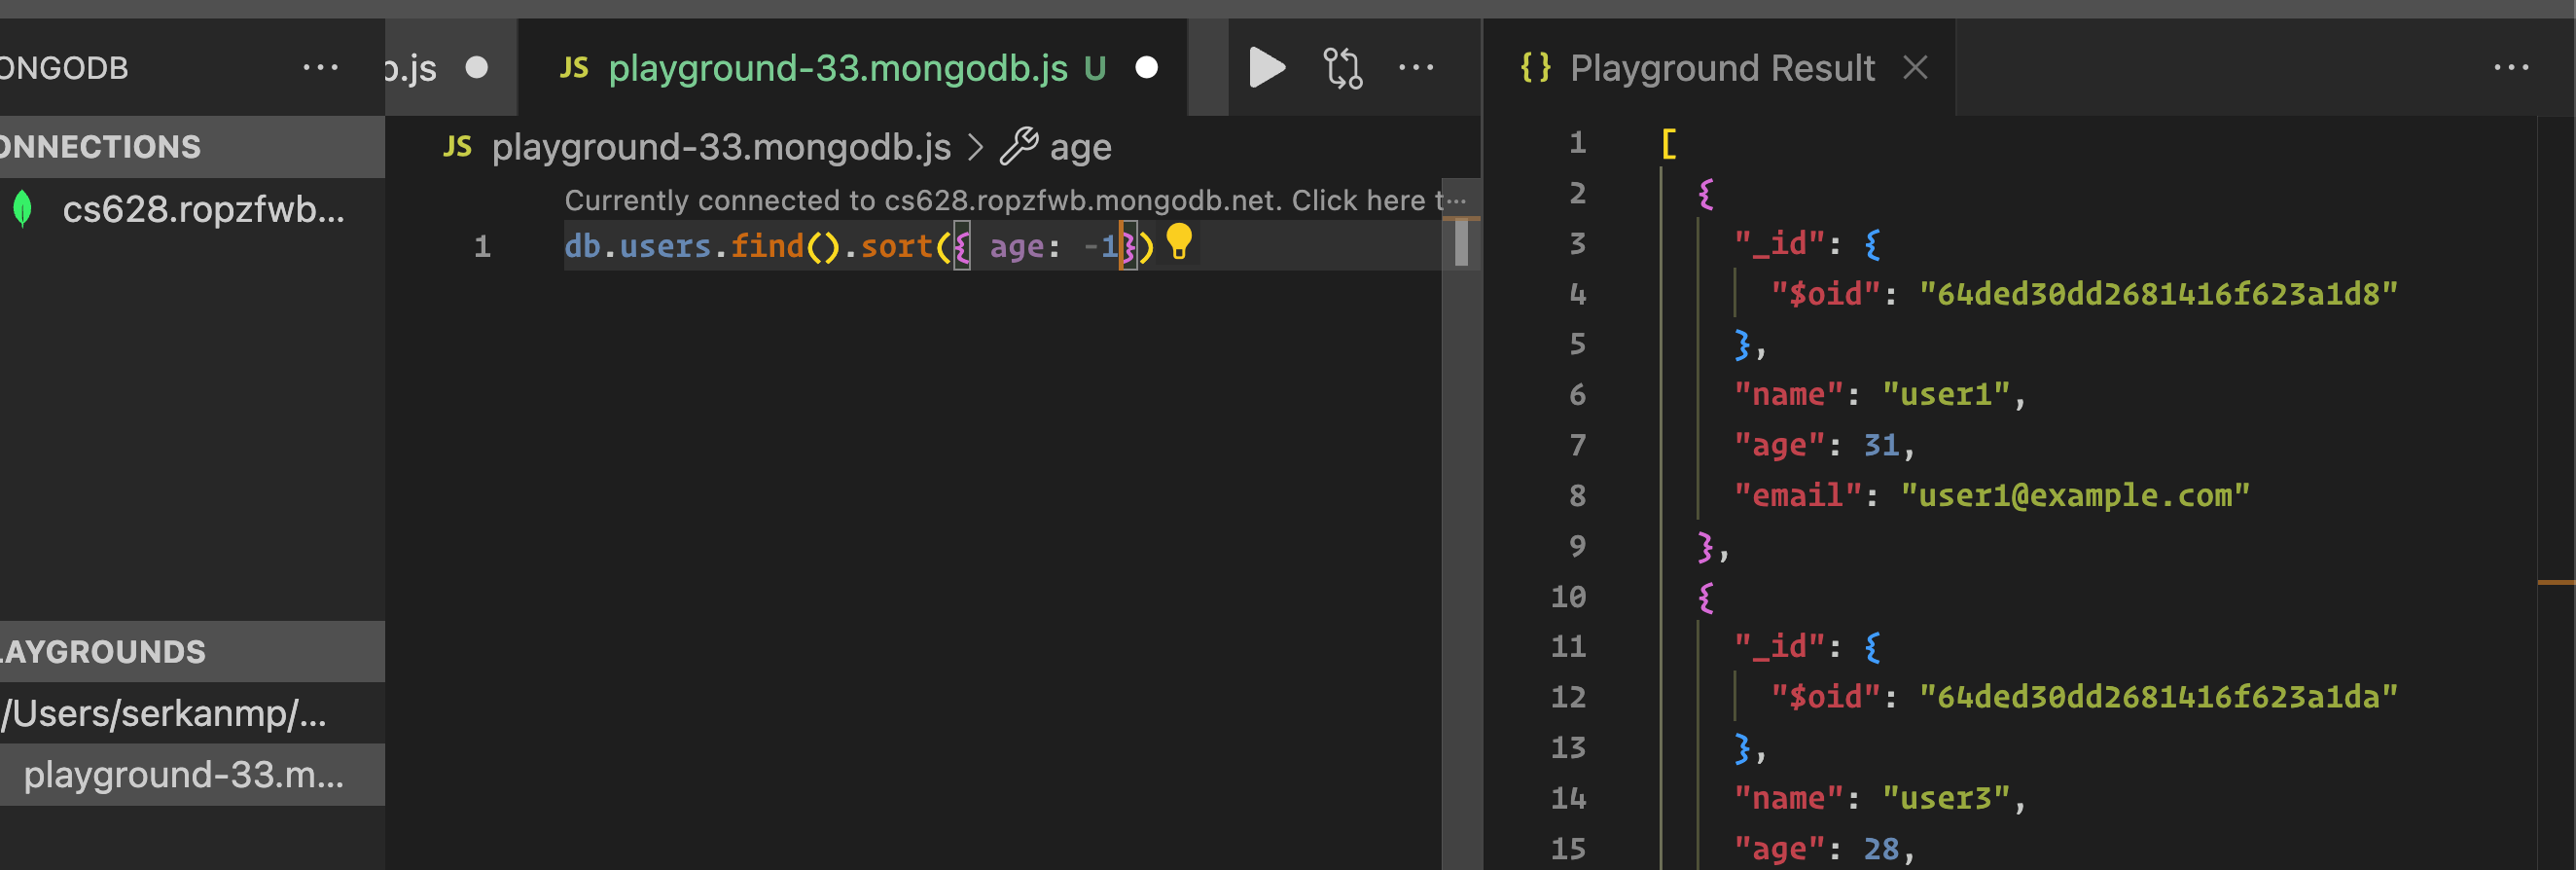 ONGODB ...
CONNECTIONS
cs628.ropzfwb...
LAYGROUNDS
/Users/serkanmp/...
playground-33.m...
b.js
JS playground-33.mongodb.js U
JS playground-33.mongodb.js > age
Currently connected to cs628.ropzfwb.mongodb.net. Click here t...
1 db.users.find().sort({ age: -1})
{} Playground Result
1 [
2 {
3 "_id": {
4 "$oid": "64ded30dd2681416f623a1d8"
5 },
6 "name": "user1",
7 "age": 31,
8 "email": "user1@example.com"
9 },
10 {
11 "_id": {
12 "$oid": "64ded30dd2681416f623a1da"
13 },
14 "name": "user3",
15 "age": 28,